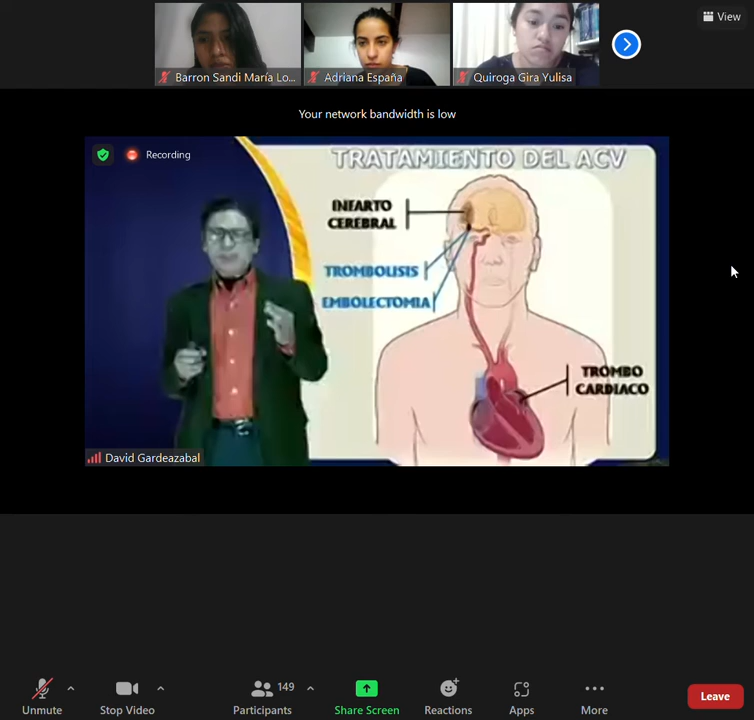 View
Barron Sandi María Lo...
Adriana España
Quiroga Gira Yulisa
Your network bandwidth is low
Recording
TRATAMIENTO DEL ACV
INFARTO
CEREBRAL
TROMBOLISIS
EMBOLECTOMIA
TROMBO
CARDIACO
David Gardeazabal
149
Unmute
Stop Video
Participants
Share Screen
Reactions
Apps
More
Leave